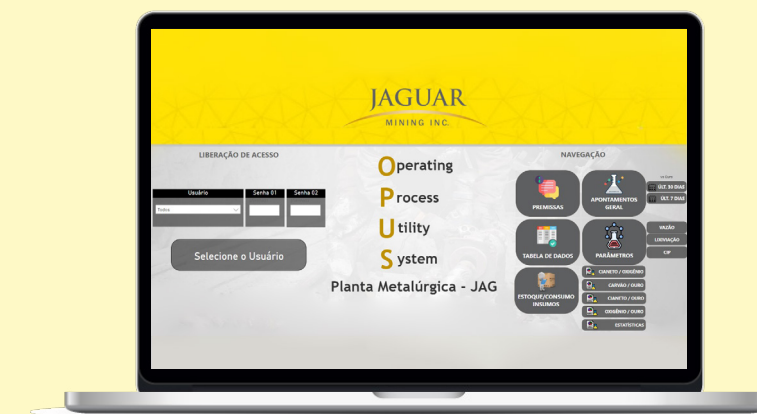 JAGUAR
MINING INC.
LIBERAÇÃO DE ACESSO
Usuário
Senha 01
Senha 02
Todos
Selecione o Usuário
Operating
Process
Utility
System
Planta Metalúrgica - JAG
NAVEGAÇÃO
PREMISSAS
APONTAMENTOS
GERAL
ÚLT. 30 DIAS
ÚLT. 7 DIAS
TABELA DE DADOS
PARÂMETROS
VAZÃO
LIXIVIAÇÃO
CIP
ESTOQUE/CONSUMO
INSUMOS
CIANETO / OXIGÊNIO
CARVÃO / OURO
CIANETO / OURO
OXIGÊNIO / OURO
ESTATÍSTICAS